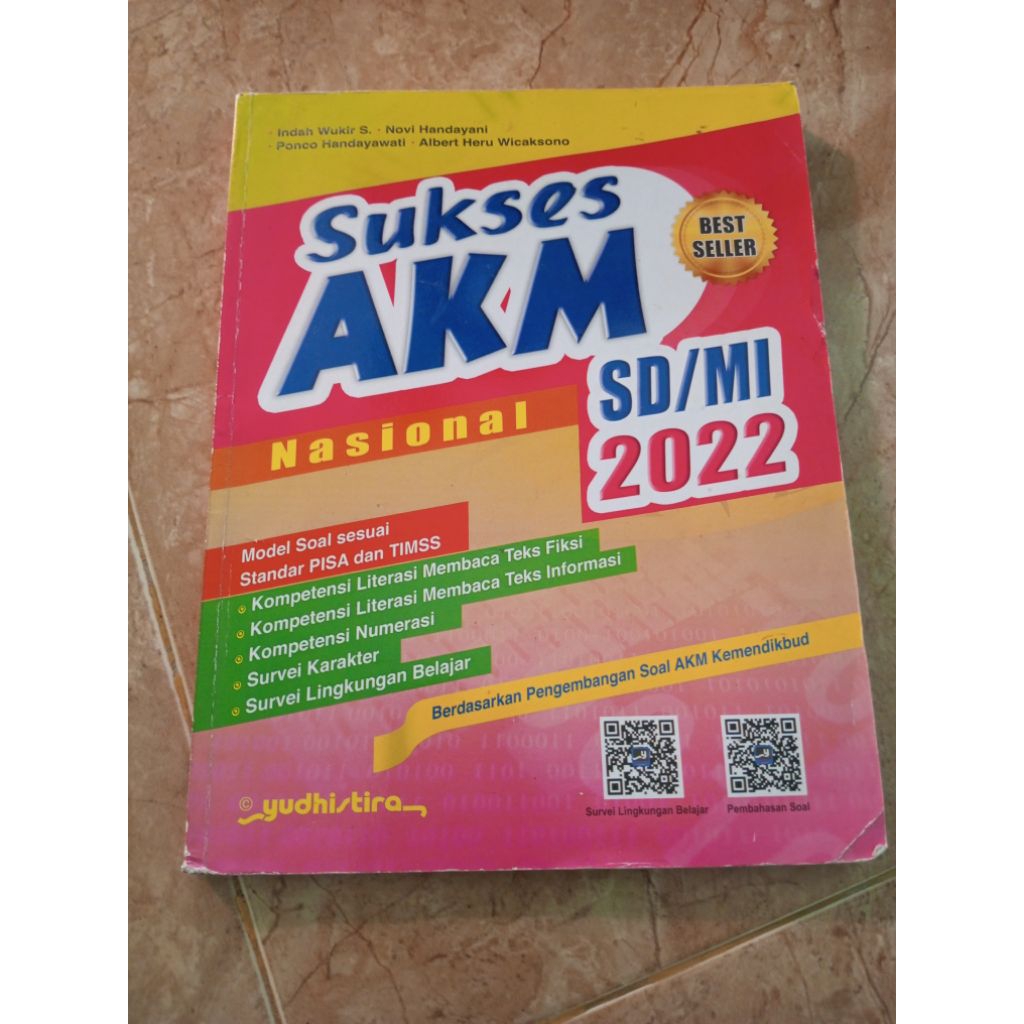 · Indah Wukir S. · Novi Handayani
· Ponco Handayawati · Albert Heru Wicaksono
Sukses
AKM
BEST
SELLER
SD/MI
2022
Nasional
Model Soal sesuai
Standar PISA dan TIMSS
Kompetensi Literasi Membaca Teks Fiksi
Kompetensi Literasi Membaca Teks Informasi
Kompetensi Numerasi
Survei Karakter
Survei Lingkungan Belajar
Berdasarkan Pengembangan Soal AKM Kemendikbud
© yudhistira
Survei Lingkungan Belajar
Pembahasan Soal